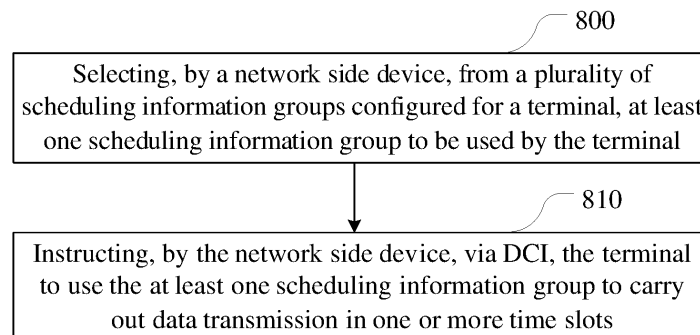 800
Selecting, by a network side device, from a plurality of
scheduling information groups configured for a terminal, at least
one scheduling information group to be used by the terminal
810
Instructing, by the network side device, via DCI, the terminal
to use the at least one scheduling information group to carry
out data transmission in one or more time slots